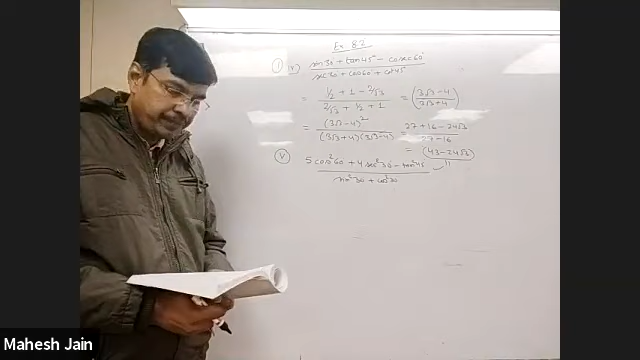 Ex 8.2
① iv) sin30° + tan45° - cosec60° / sec30° + cos60° + cot45°
= 1/2 + 1 - 2/√3 / 2/√3 + 1/2 + 1 = (3√3-4 / 3√3+4)
= (3√3-4)² / (3√3+4)(3√3-4) = 27+16-24√3 / 27-16
= (43-24√3) / 11
Ⓥ 5cos²60 + 4sec²30 - tan²45 / sin²30 + cos²30
Mahesh Jain